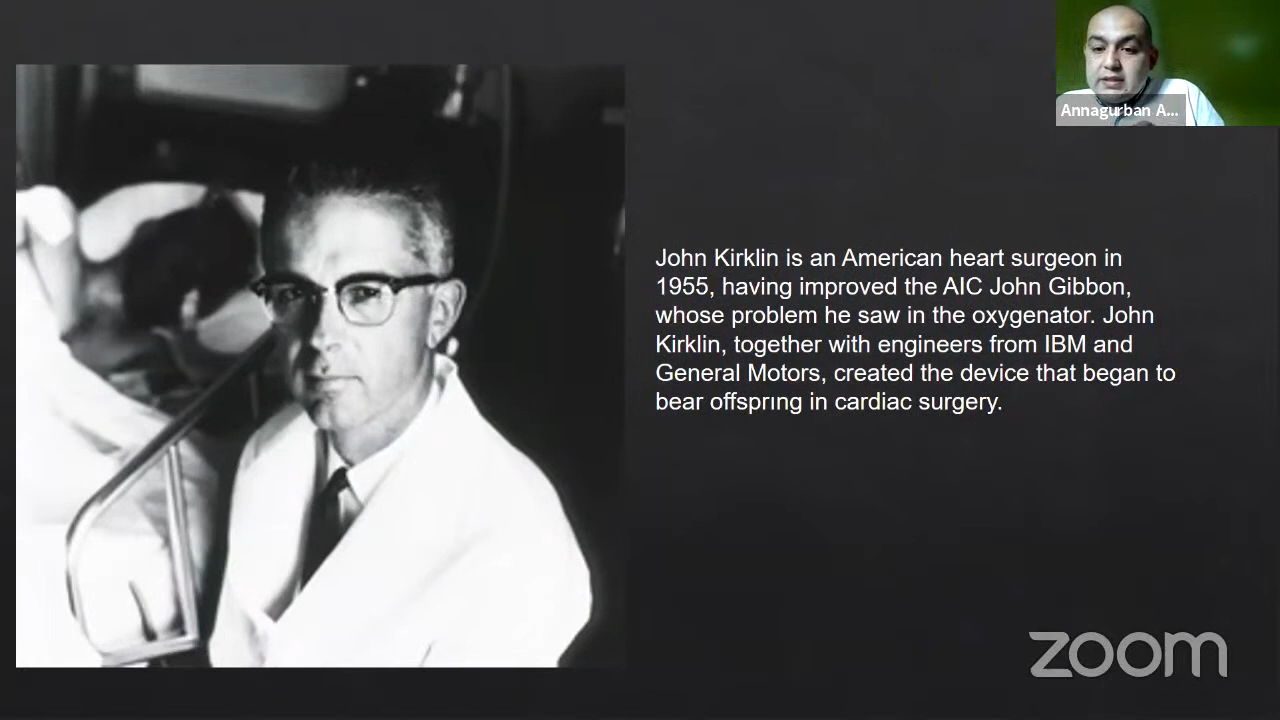 Annagurban A...
John Kirklin is an American heart surgeon in
1955, having improved the AIC John Gibbon,
whose problem he saw in the oxygenator. John
Kirklin, together with engineers from IBM and
General Motors, created the device that began to
bear offsprıng in cardiac surgery.
zoom